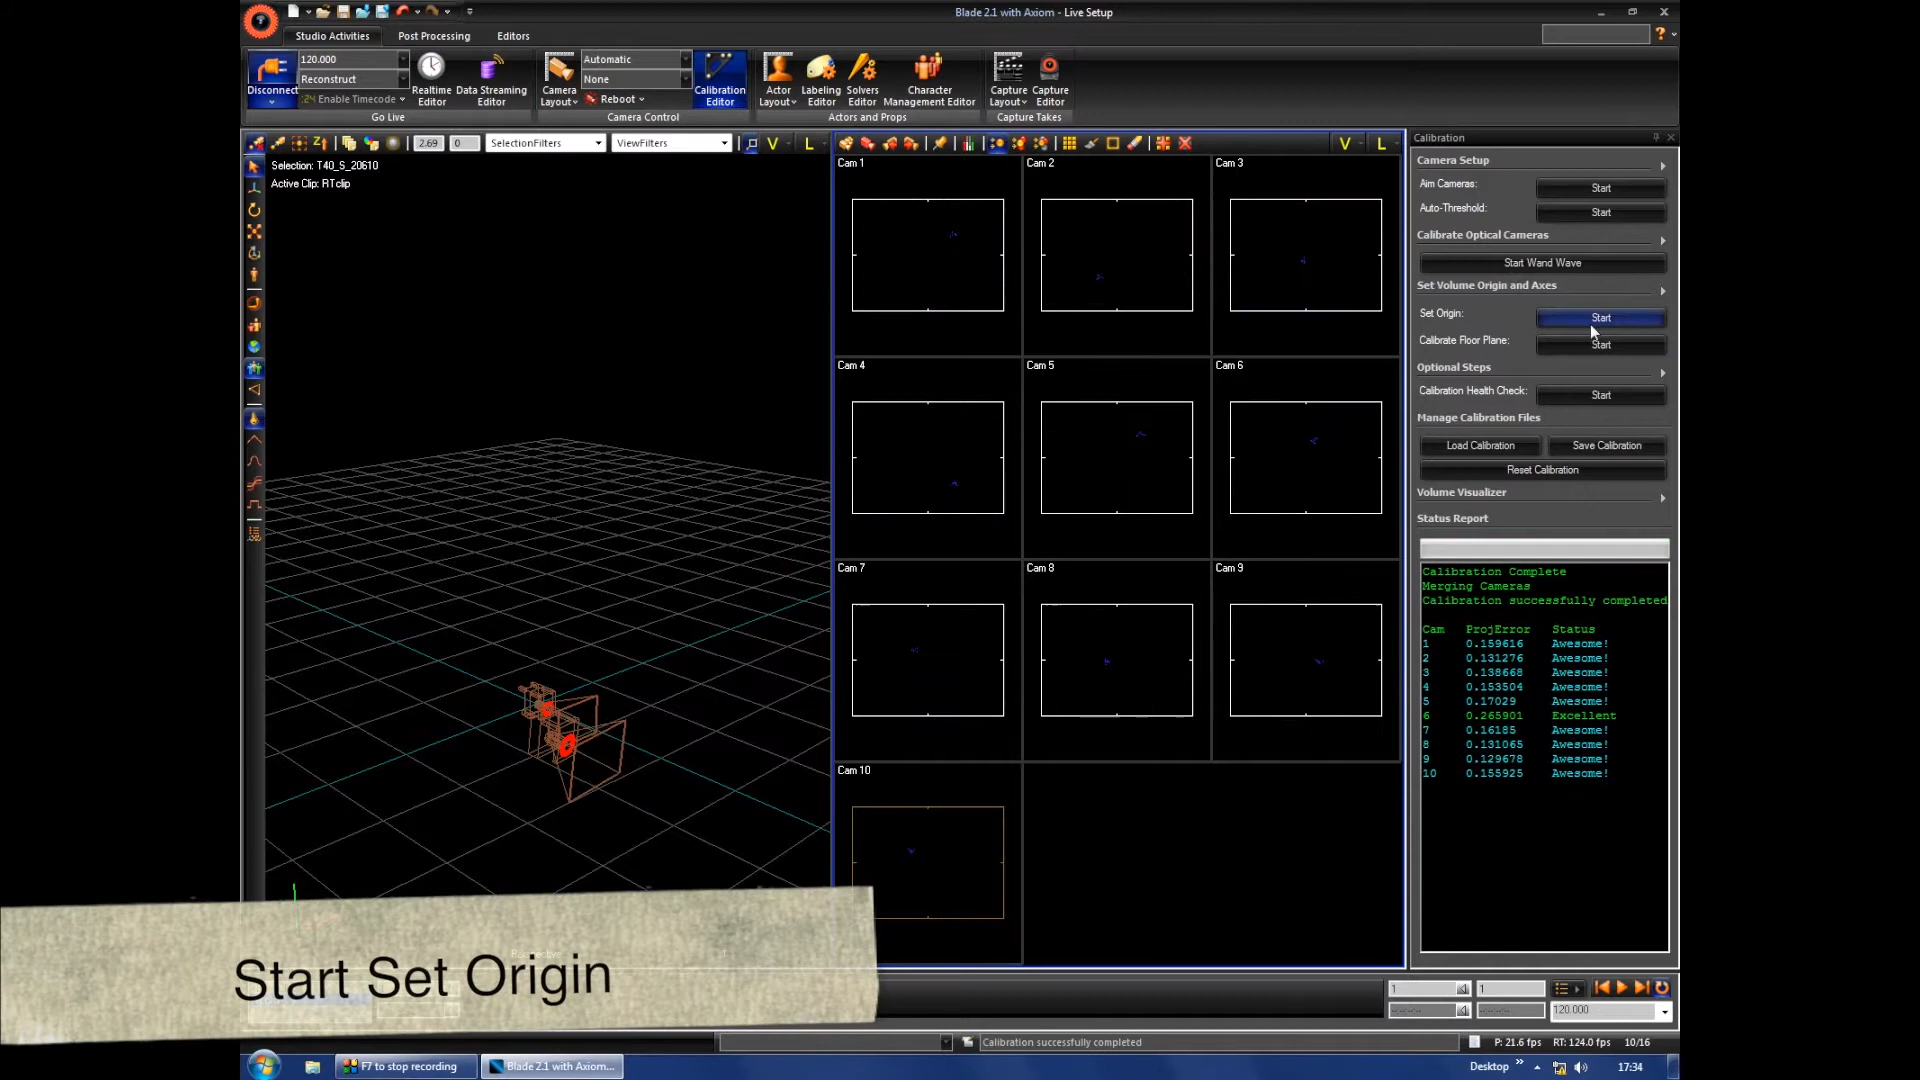 Blade 2.1 with Axiom - Live Setup
Studio Activities
Post Processing
Editors
Disconnect
120.000
Reconstruct
Enable Timecode
Realtime Editor
Data Streaming Editor
Go Live
Camera Layout
Automatic
None
Reboot
Calibration Editor
Camera Control
Actor Layout
Labeling Editor
Solvers Editor
Character Management Editor
Actors and Props
Capture Layout
Capture Editor
Capture Takes
2.69
0
SelectionFilters
ViewFilters
V
L
V
L
Selection: T40_S_20610
Active Clip: RTclip
Cam 1
Cam 2
Cam 3
Cam 4
Cam 5
Cam 6
Cam 7
Cam 8
Cam 9
Cam 10
Calibration
Camera Setup
Aim Cameras:
Start
Auto-Threshold:
Start
Calibrate Optical Cameras
Start Wand Wave
Set Volume Origin and Axes
Set Origin:
Start
Calibrate Floor Plane:
Start
Optional Steps
Calibration Health Check:
Start
Manage Calibration Files
Load Calibration
Save Calibration
Reset Calibration
Volume Visualizer
Status Report
Calibration Complete
Merging Cameras
Calibration successfully completed
Cam ProjError Status
1 0.159616 Awesome!
2 0.131276 Awesome!
3 0.138668 Awesome!
4 0.153504 Awesome!
5 0.17029 Awesome!
6 0.265901 Excellent
7 0.16185 Awesome!
8 0.131065 Awesome!
9 0.129678 Awesome!
10 0.155925 Awesome!
Start Set Origin
1
1
120.000
Calibration successfully completed
P: 21.6 fps
RT: 124.0 fps
10/16
F7 to stop recording
Blade 2.1 with Axiom...
Desktop
17:34